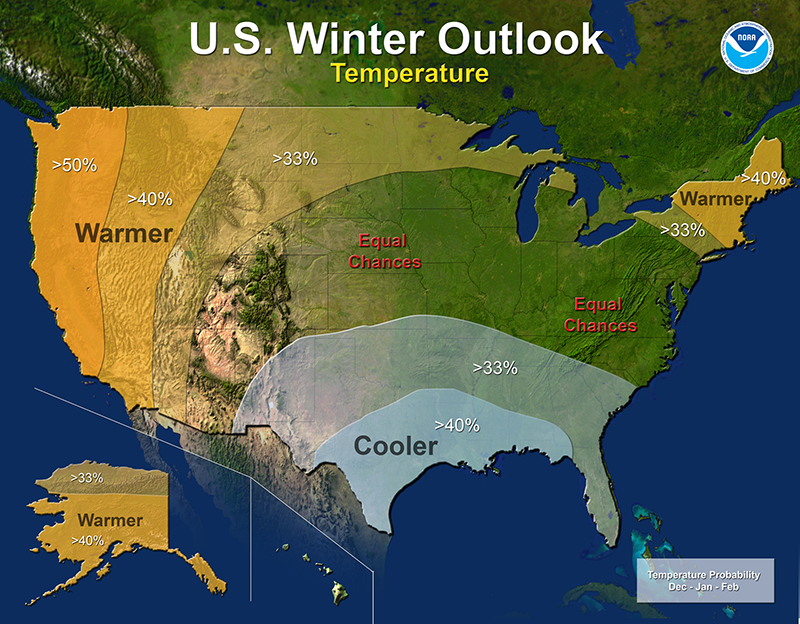 U.S. Winter Outlook
Temperature
NOAA
>50%
>40%
Warmer
>33%
Equal
Chances
Equal
Chances
>40%
Warmer
>33%
>33%
>40%
Cooler
>33%
Warmer
>40%
Temperature Probability
Dec - Jan - Feb